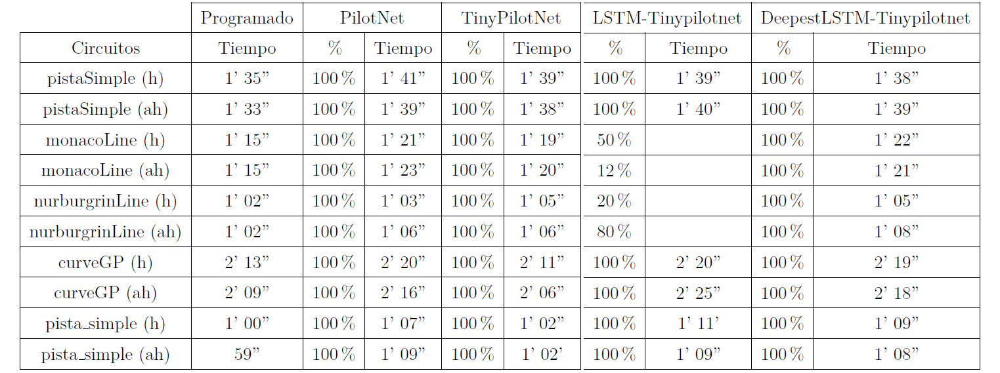 Programado PilotNet TinyPilotNet LSTM-Tinypilotnet DeepestLSTM-Tinypilotnet
Circuitos Tiempo % Tiempo % Tiempo % Tiempo % Tiempo
pistaSimple (h) 1' 35" 100 % 1' 41" 100 % 1' 39" 100 % 1' 39" 100 % 1' 38"
pistaSimple (ah) 1' 33" 100 % 1' 39" 100 % 1' 38" 100 % 1' 40" 100 % 1' 39"
monacoLine (h) 1' 15" 100 % 1' 21" 100 % 1' 19" 50 % 100 % 1' 22"
monacoLine (ah) 1' 15" 100 % 1' 23" 100 % 1' 20" 12 % 100 % 1' 21"
nurburgrinLine (h) 1' 02" 100 % 1' 03" 100 % 1' 05" 20 % 100 % 1' 05"
nurburgrinLine (ah) 1' 02" 100 % 1' 06" 100 % 1' 06" 80 % 100 % 1' 08"
curveGP (h) 2' 13" 100 % 2' 20" 100 % 2' 11" 100 % 2' 20" 100 % 2' 19"
curveGP (ah) 2' 09" 100 % 2' 16" 100 % 2' 06" 100 % 2' 25" 100 % 2' 18"
pista_simple (h) 1' 00" 100 % 1' 07" 100 % 1' 02" 100 % 1' 11' 100 % 1' 09"
pista_simple (ah) 59" 100 % 1' 09" 100 % 1' 02' 100 % 1' 09" 100 % 1' 08"